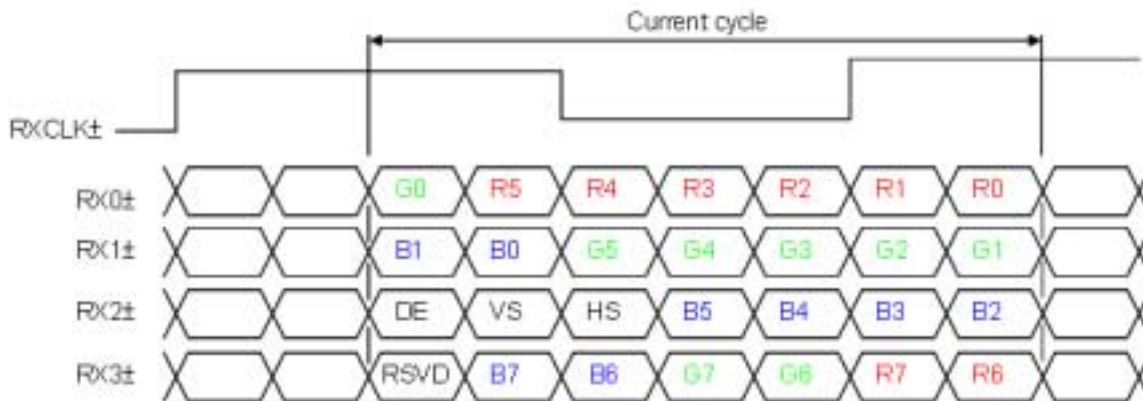 Current cycle
RXCLK±
RX0± G0 R5 R4 R3 R2 R1 R0
RX1± B1 B0 G5 G4 G3 G2 G1
RX2± DE VS HS B5 B4 B3 B2
RX3± RSVD B7 B6 G7 G6 R7 R6